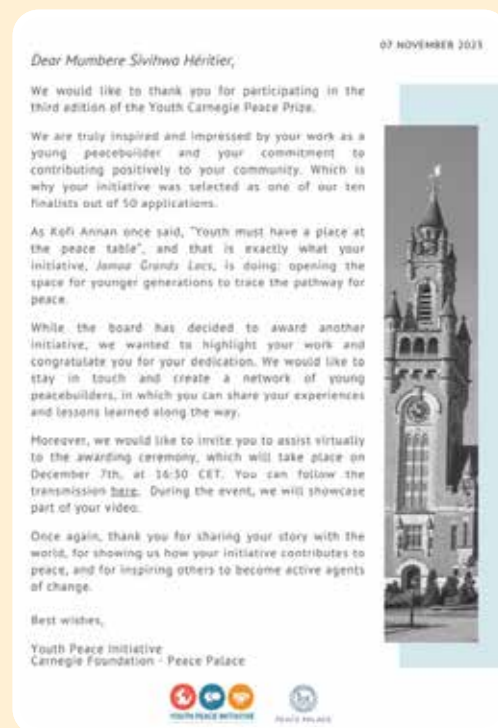 07 NOVEMBER 2023
Dear Mumbere Sivihwa Héritier,
We would like to thank you for participating in the
third edition of the Youth Carnegie Peace Prize.
We are truly inspired and impressed by your work as a
young peacebuilder and your commitment to
contributing positively to your community. Which is
why your initiative was selected as one of our ten
finalists out of 50 applications.
As Kofi Annan once said, "Youth must have a place at
the peace table", and that is exactly what your
initiative, Jamaa Grands Lacs, is doing: opening the
space for younger generations to trace the pathway for
peace.
While the board has decided to award another
initiative, we wanted to highlight your work and
congratulate you for your dedication. We would like to
stay in touch and create a network of young
peacebuilders, in which you can share your experiences
and lessons learned along the way.
Moreover, we would like to invite you to assist virtually
to the awarding ceremony, which will take place on
December 7th, at 16:30 CET. You can follow the
transmission here. During the event, we will showcase
part of your video.
Once again, thank you for sharing your story with the
world, for showing us how your initiative contributes to
peace, and for inspiring others to become active agents
of change.
Best wishes,
Youth Peace Initiative
Carnegie Foundation - Peace Palace
YOUTH PEACE INITIATIVE
PEACE PALACE